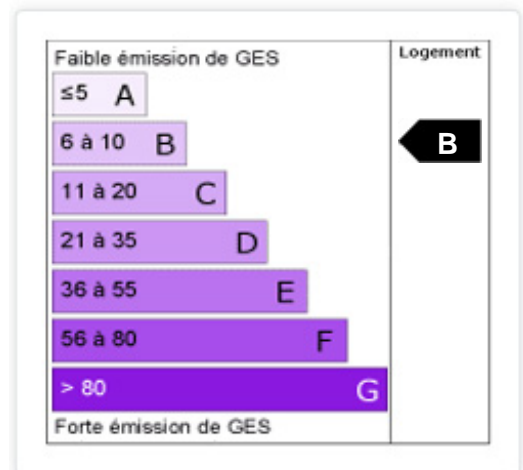 Faible émission de GES
Logement
≤5 A
6 à 10 B
B
11 à 20 C
21 à 35 D
36 à 55 E
56 à 80 F
> 80 G
Forte émission de GES